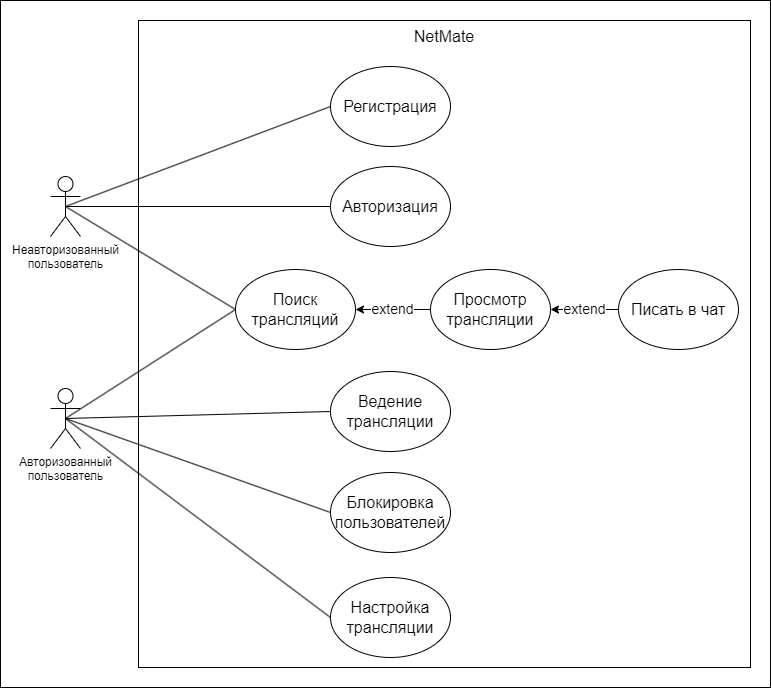 NetMate
Регистрация
Авторизация
Неавторизованный
пользователь
Поиск
трансляций
extend
Просмотр
трансляции
extend
Писать в чат
Авторизованный
пользователь
Ведение
трансляции
Блокировка
пользователей
Настройка
трансляции